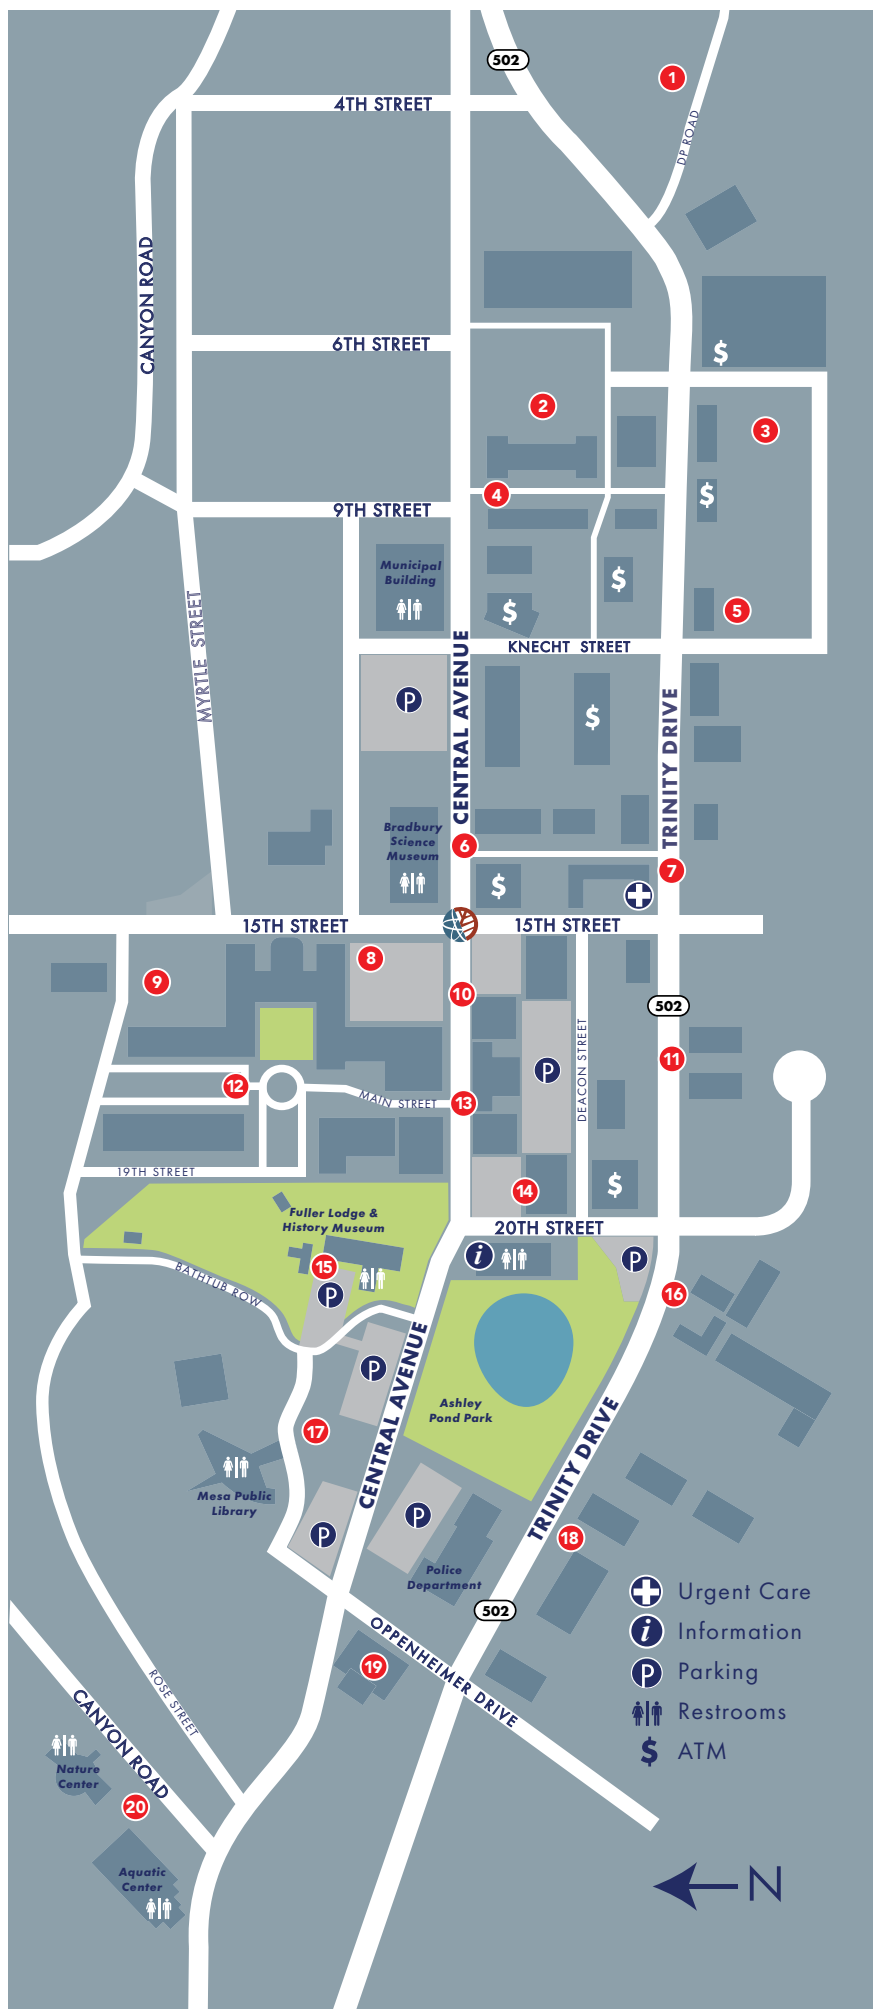 502
1
DP ROAD
4TH STREET
CANYON ROAD
6TH STREET
$
2
3
4
$
9TH STREET
Municipal
Building
$
$
5
KNECHT STREET
MYRTLE STREET
P
$
CENTRAL AVENUE
TRINITY DRIVE
Bradbury
Science
Museum
6
7
$
15TH STREET
15TH STREET
8
9
10
502
11
P
DEACON STREET
12
MAIN STREET
13
19TH STREET
14
$
20TH STREET
Fuller Lodge &
History Museum
i
P
15
P
BATHTUB ROW
16
P
CENTRAL AVENUE
Ashley
Pond Park
17
TRINITY DRIVE
Mesa Public
Library
P
P
18
Police
Department
502
OPPENHEIMER DRIVE
19
ROSE STREET
CANYON ROAD
Nature
Center
20
Aquatic
Center
Urgent Care
i Information
P Parking
Restrooms
$ ATM
N